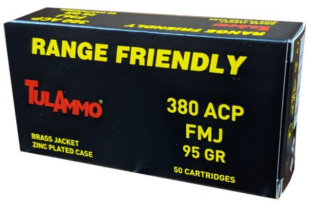 RANGE FRIENDLY
TULAMMO
380 ACP
FMJ
95 GR
BRASS JACKET
ZINC PLATED CASE
50 CARTRIDGES